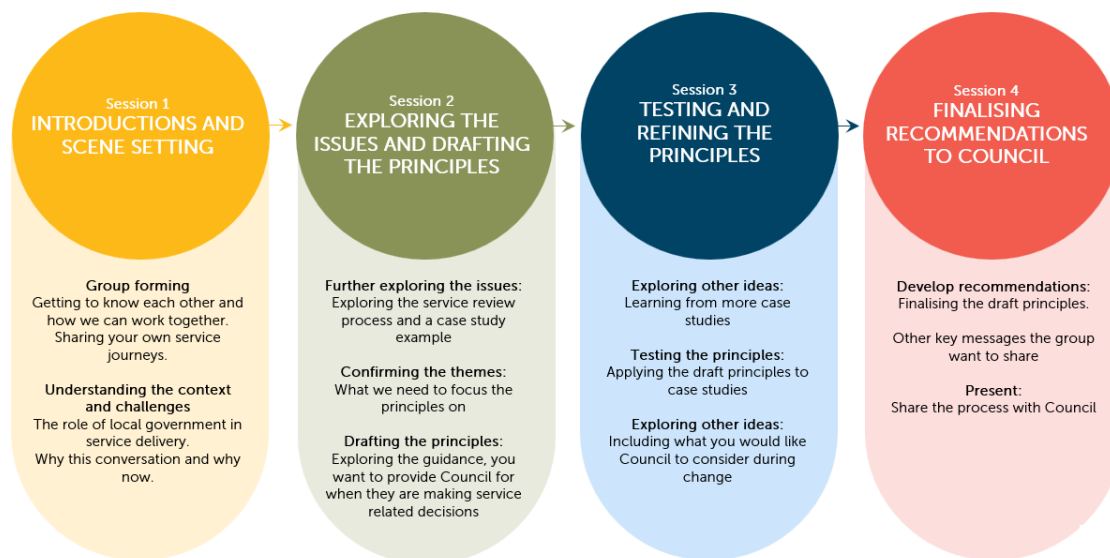 Session 1
INTRODUCTIONS AND
SCENE SETTING
Group forming
Getting to know each other and
how we can work together.
Sharing your own service
journeys.
Understanding the context
and challenges
The role of local government in
service delivery.
Why this conversation and why
now.
Session 2
EXPLORING THE
ISSUES AND DRAFTING
THE PRINCIPLES
Further exploring the issues:
Exploring the service review
process and a case study
example
Confirming the themes:
What we need to focus the
principles on
Drafting the principles:
Exploring the guidance, you
want to provide Council for
when they are making service
related decisions
Session 3
TESTING AND
REFINING THE
PRINCIPLES
Exploring other ideas:
Learning from more case
studies
Testing the principles:
Applying the draft principles to
case studies
Exploring other ideas:
Including what you would like
Council to consider during
change
Session 4
FINALISING
RECOMMENDATIONS
TO COUNCIL
Develop recommendations:
Finalising the draft principles.
Other key messages the group
want to share
Present:
Share the process with Council